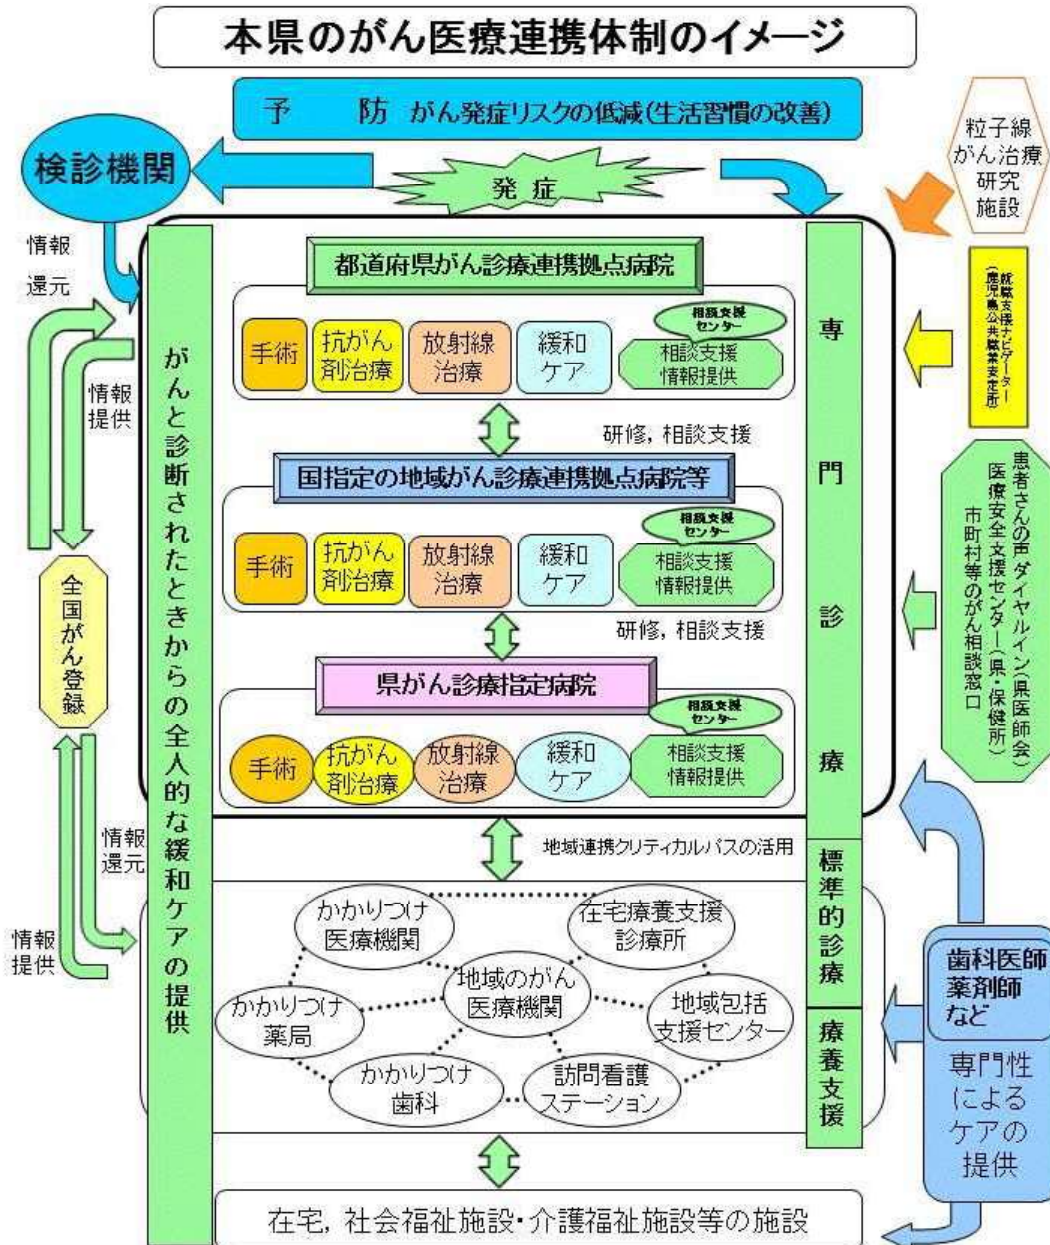 本県のがん医療連携体制のイメージ
予 防 がん発症リスクの低減(生活習慣の改善)
検診機関
発症
粒子線
がん治療
研究
施設
情報
還元
情報
提供
全国がん登録
情報
還元
情報
提供
がんと診断されたときからの全人的な緩和ケアの提供
都道府県がん診療連携拠点病院
手術
抗がん
剤治療
放射線
治療
緩和
ケア
相談支援
センター
相談支援
情報提供
研修,相談支援
国指定の地域がん診療連携拠点病院等
手術
抗がん
剤治療
放射線
治療
緩和
ケア
相談支援
センター
相談支援
情報提供
研修,相談支援
県がん診療指定病院
手術
抗がん
剤治療
放射線
治療
緩和
ケア
相談支援
センター
相談支援
情報提供
地域連携クリティカルパスの活用
専門診療
標準的診療
療養支援
就職支援ナビゲーター
(鹿児島公共職業安定所)
患者さんの声ダイヤルイン(県医師会)
医療安全支援センター(県・保健所)
市町村等のがん相談窓口
かかりつけ
医療機関
在宅療養支援
診療所
地域のがん
医療機関
かかりつけ
薬局
地域包括
支援センター
かかりつけ
歯科
訪問看護
ステーション
歯科医師
薬剤師
など
専門性
による
ケアの
提供
在宅,社会福祉施設・介護福祉施設等の施設